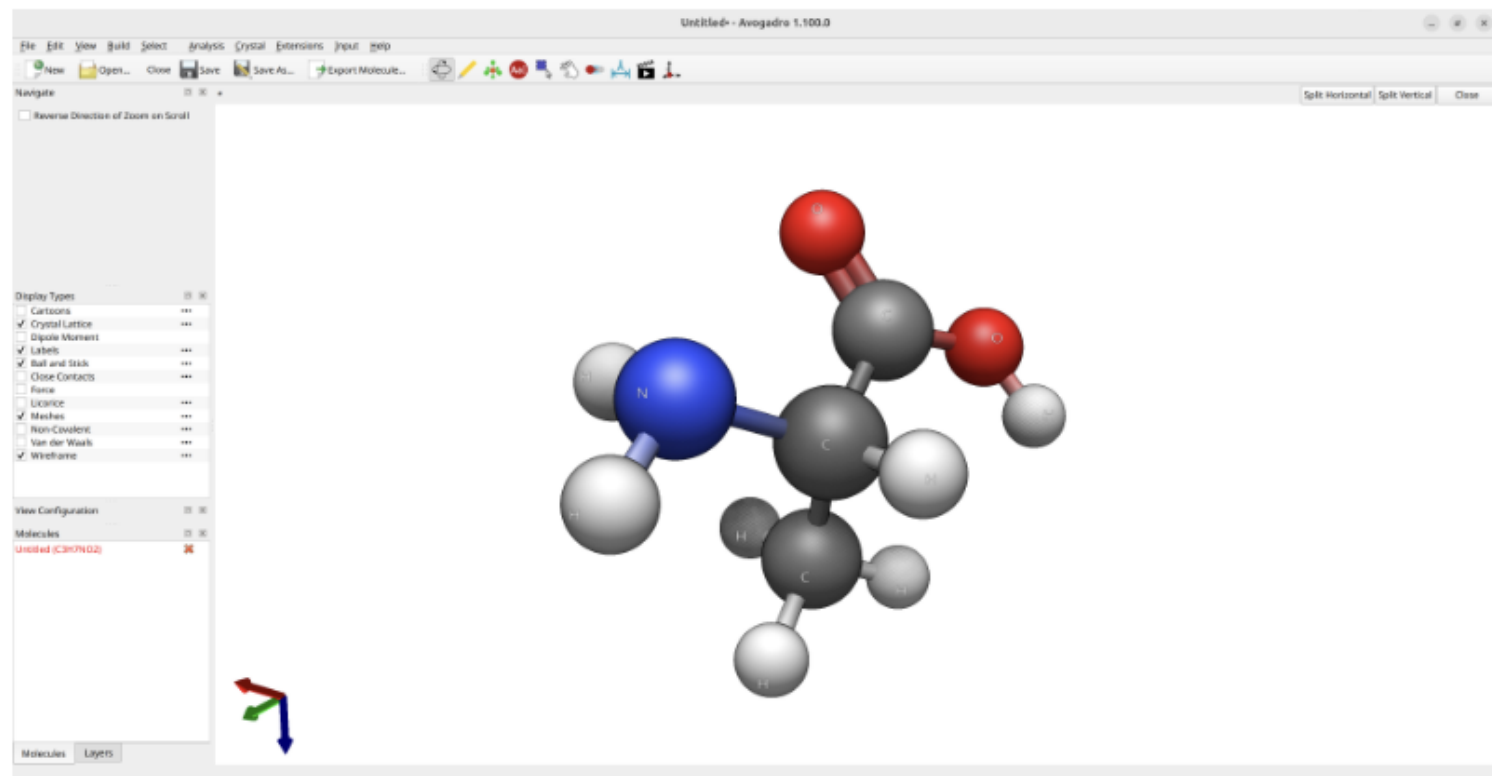 Untitled• - Avogadro 1.100.0
File Edit View Build Select Analysis Crystal Extensions Input Help
New Open... Close Save Save As... Export Molecule...
Navigate
Split Horizontal Split Vertical Close
Reverse Direction of Zoom on Scroll
Display Types
Cartoons
Crystal Lattice
Dipole Moment
Labels
Ball and Stick
Close Contacts
Force
Licorice
Meshes
Non-Covalent
Van der Waals
Wireframe
View Configuration
Molecules
Untitled (C3H7NO2)
Molecules Layers
O
C
O
H
N
H
C
H
H
H
C
H
H